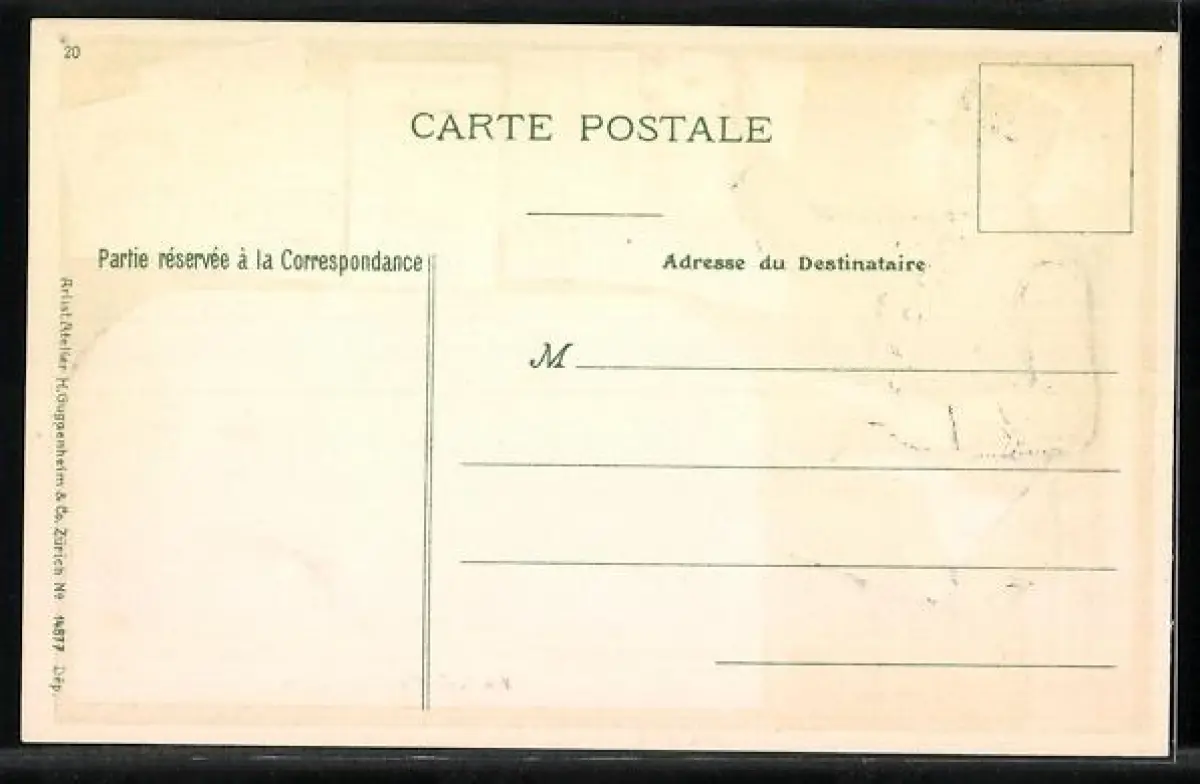 20
CARTE POSTALE
Partie réservée à la Correspondance
Adresse du Destinataire
M
Artist. Atelier H. Guggenheim & Co., Zürich No 14877. Dép.